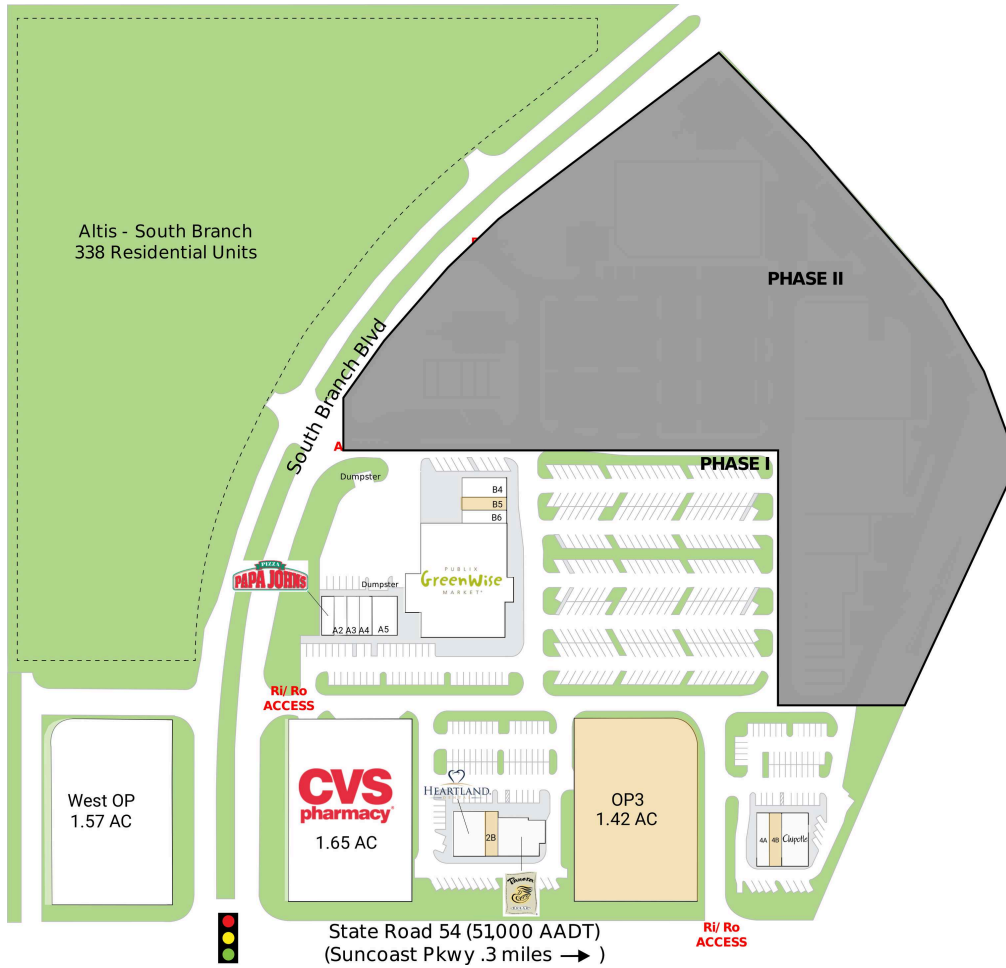 Altis - South Branch
338 Residential Units
South Branch Blvd
PHASE II
PHASE I
A
Dumpster
B4
B5
B6
PUBLIX
GreenWise
MARKET
PIZZA
PAPA JOHNS
Dumpster
A2
A3
A4
A5
Ri/Ro
ACCESS
West OP
1.57 AC
CVS
pharmacy
1.65 AC
HEARTLAND
2B
Panera
BREAD
OP3
1.42 AC
4A
4B
Chipotle
Ri/Ro
ACCESS
State Road 54 (51,000 AADT)
(Suncoast Pkwy .3 miles → )